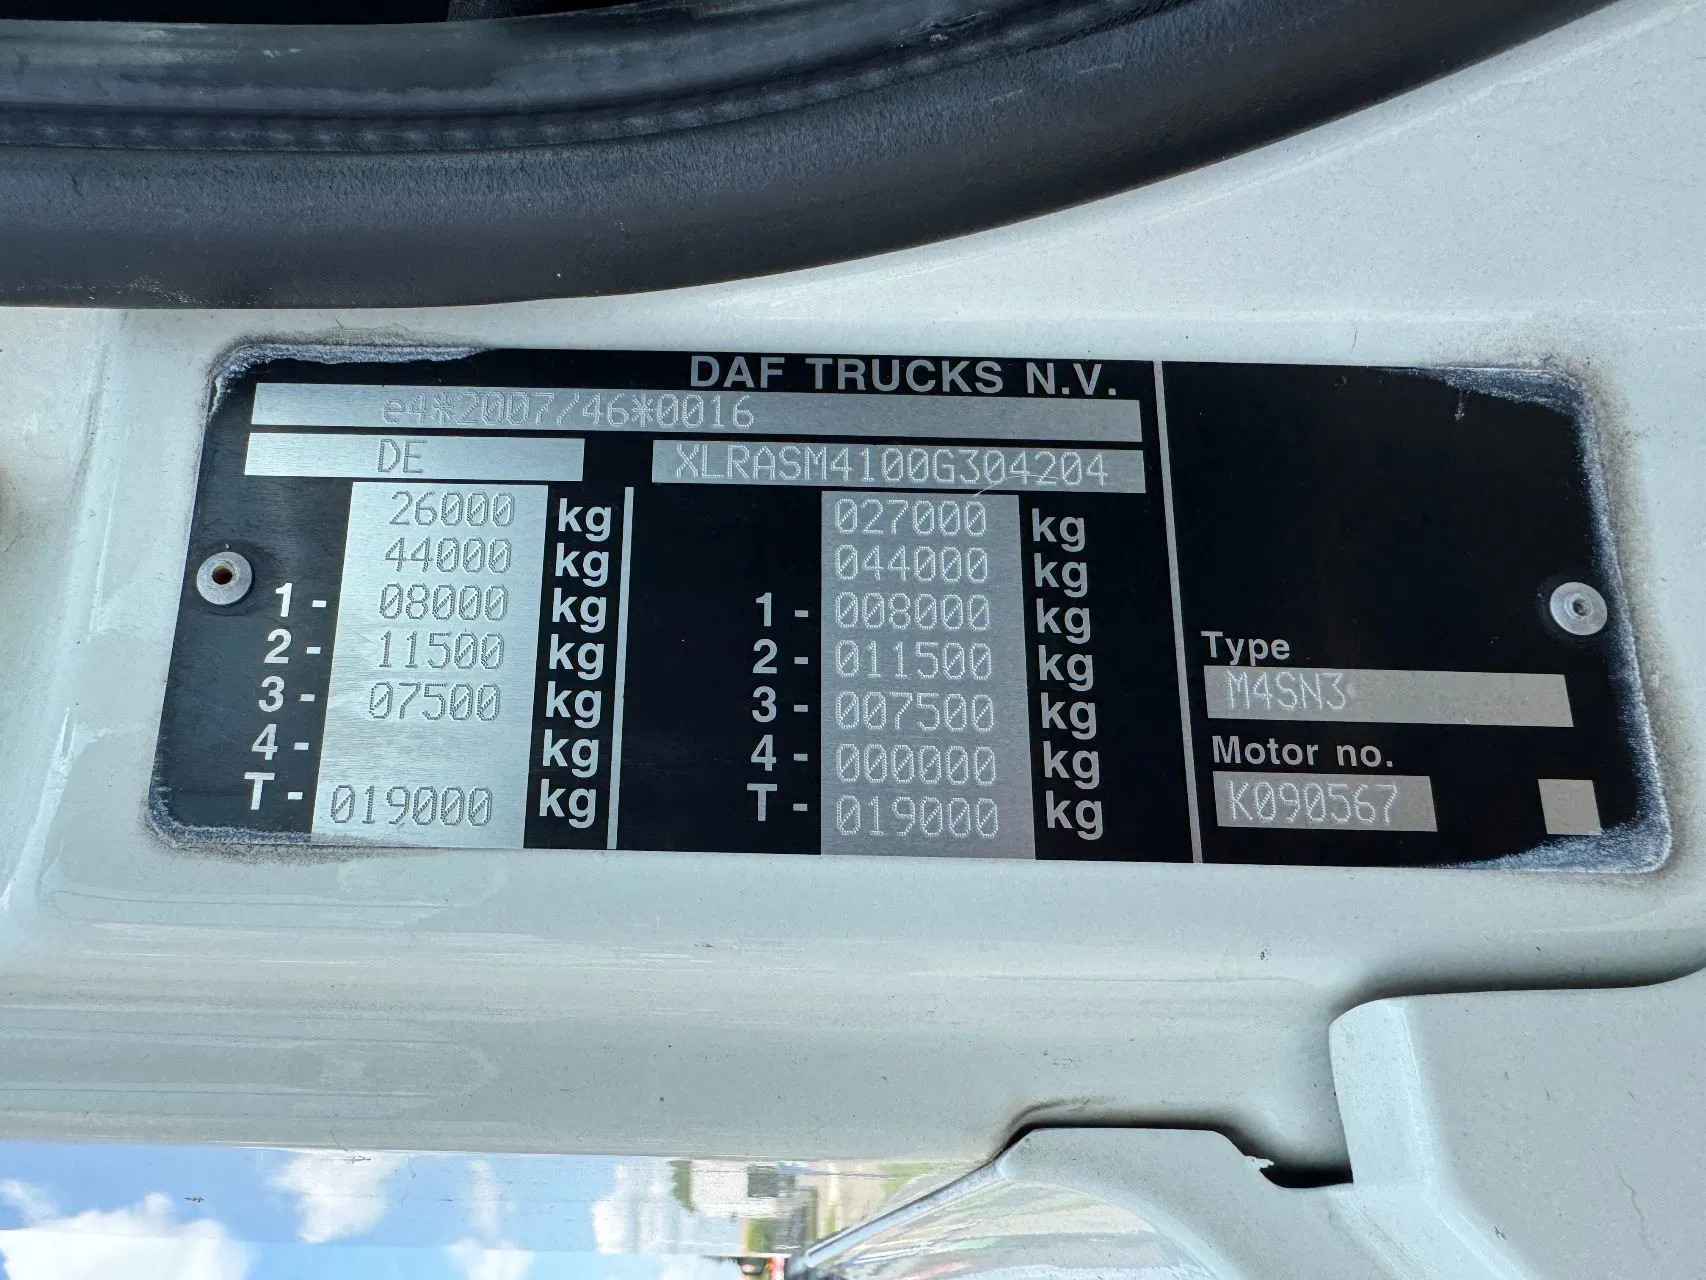 DAF TRUCKS N.V.
e4*2007/46*0016
DE XLRASM4100G304204
26000 kg 027000 kg
44000 kg 044000 kg
1- 08000 kg 1- 008000 kg
2- 11500 kg 2- 011500 kg
3- 07500 kg 3- 007500 kg
4- kg 4- 000000 kg
T- 019000 kg T- 019000 kg
Type
M4SN3
Motor no.
K090567